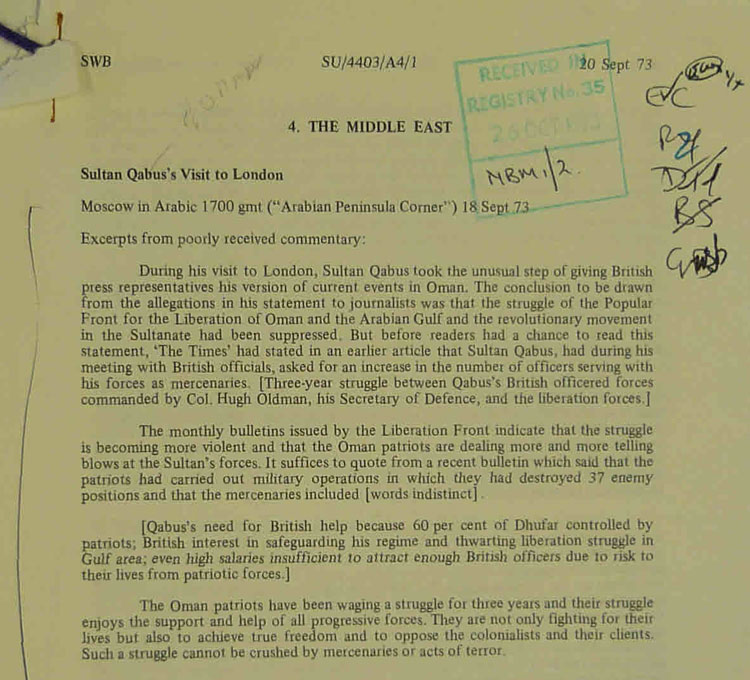 SWB SU/4403/A4/1 20 Sept 73
RECEIVED IN
REGISTRY No. 35
26 OCT 1973
NBM 1/2
4. THE MIDDLE EAST
Sultan Qabus's Visit to London
Moscow in Arabic 1700 gmt ("Arabian Peninsula Corner") 18 Sept 73
Excerpts from poorly received commentary:
During his visit to London, Sultan Qabus took the unusual step of giving British
press representatives his version of current events in Oman. The conclusion to be drawn
from the allegations in his statement to journalists was that the struggle of the Popular
Front for the Liberation of Oman and the Arabian Gulf and the revolutionary movement
in the Sultanate had been suppressed. But before readers had a chance to read this
statement, 'The Times' had stated in an earlier article that Sultan Qabus, had during his
meeting with British officials, asked for an increase in the number of officers serving with
his forces as mercenaries. [Three-year struggle between Qabus's British officered forces
commanded by Col. Hugh Oldman, his Secretary of Defence, and the liberation forces.]
The monthly bulletins issued by the Liberation Front indicate that the struggle
is becoming more violent and that the Oman patriots are dealing more and more telling
blows at the Sultan's forces. It suffices to quote from a recent bulletin which said that the
patriots had carried out military operations in which they had destroyed 37 enemy
positions and that the mercenaries included [words indistinct] .
[Qabus's need for British help because 60 per cent of Dhufar controlled by
patriots; British interest in safeguarding his regime and thwarting liberation struggle in
Gulf area; even high salaries insufficient to attract enough British officers due to risk to
their lives from patriotic forces.]
The Oman patriots have been waging a struggle for three years and their struggle
enjoys the support and help of all progressive forces. They are not only fighting for their
lives but also to achieve true freedom and to oppose the colonialists and their clients.
Such a struggle cannot be crushed by mercenaries or acts of terror.